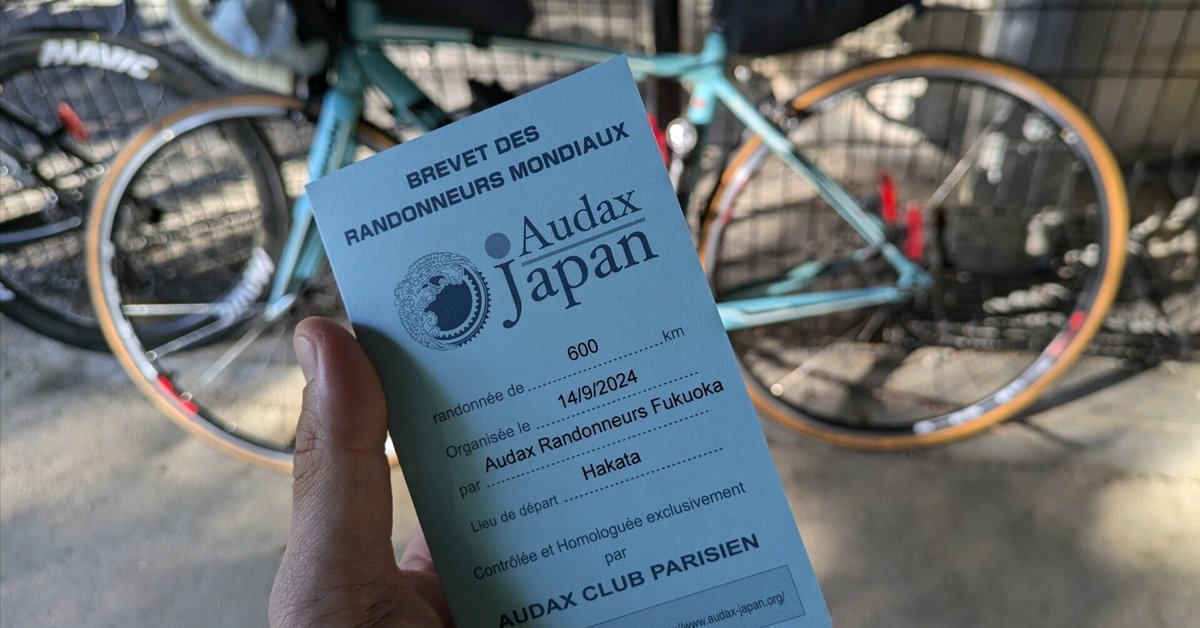 MAVIC
BREVET DES
RANDONNEURS MONDIAUX
Audax
Japan
randonnée de 600 km
Organisée le 14/9/2024
par Audax Randonneurs Fukuoka
Lieu de départ Hakata
Contrôlée et Homologuée exclusivement
par
AUDAX CLUB PARISIEN
://www.audax-japan.org/